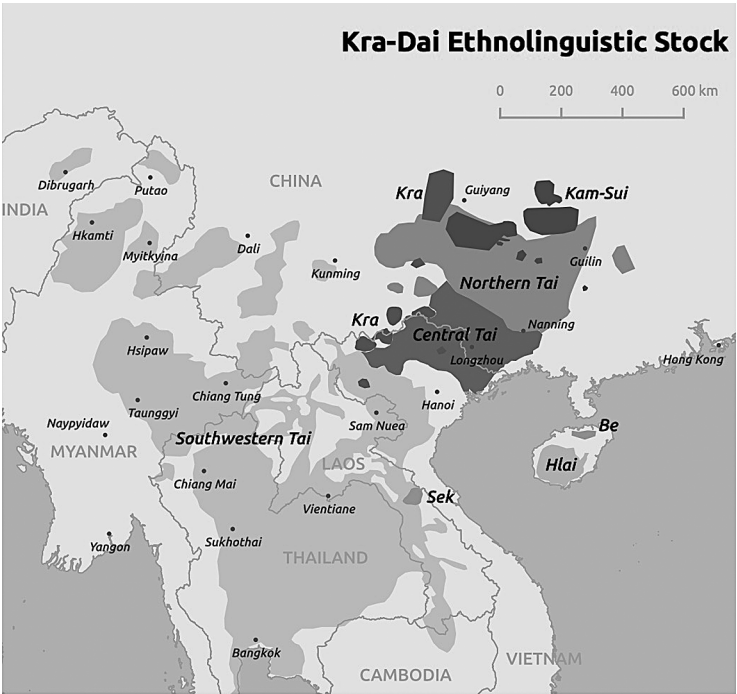 Kra-Dai Ethnolinguistic Stock
0 200 400 600 km
CHINA
Kra
Guiyang
Kam-Sui
Dibrugarh
Putao
INDIA
Hkamti
Myitkyina
Dali
Kunming
Guilin
Northern Tai
Kra
Central Tai
Nanning
Longzhou
Hong Kong
Hsipaw
Chiang Tung
Taunggyi
Hanoi
Sam Nuea
Naypyidaw
MYANMAR
Southwestern Tai
Be
LAOS
Hlai
Chiang Mai
Sek
Vientiane
Yangon
Sukhothai
THAILAND
Bangkok
CAMBODIA
VIETNAM